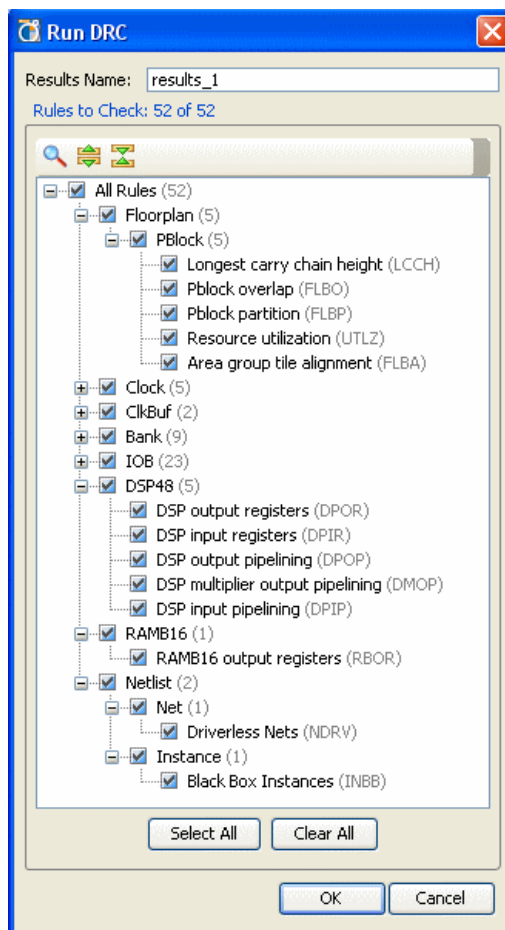 Run DRC
Results Name: results_1
Rules to Check: 52 of 52
All Rules (52)
Floorplan (5)
PBlock (5)
Longest carry chain height (LCCH)
Pblock overlap (FLBO)
Pblock partition (FLBP)
Resource utilization (UTLZ)
Area group tile alignment (FLBA)
Clock (5)
ClkBuf (2)
Bank (9)
IOB (23)
DSP48 (5)
DSP output registers (DPOR)
DSP input registers (DPIR)
DSP output pipelining (DPOP)
DSP multiplier output pipelining (DMOP)
DSP input pipelining (DPIP)
RAMB16 (1)
RAMB16 output registers (RBOR)
Netlist (2)
Net (1)
Driverless Nets (NDRV)
Instance (1)
Black Box Instances (INBB)
Select All Clear All
OK Cancel